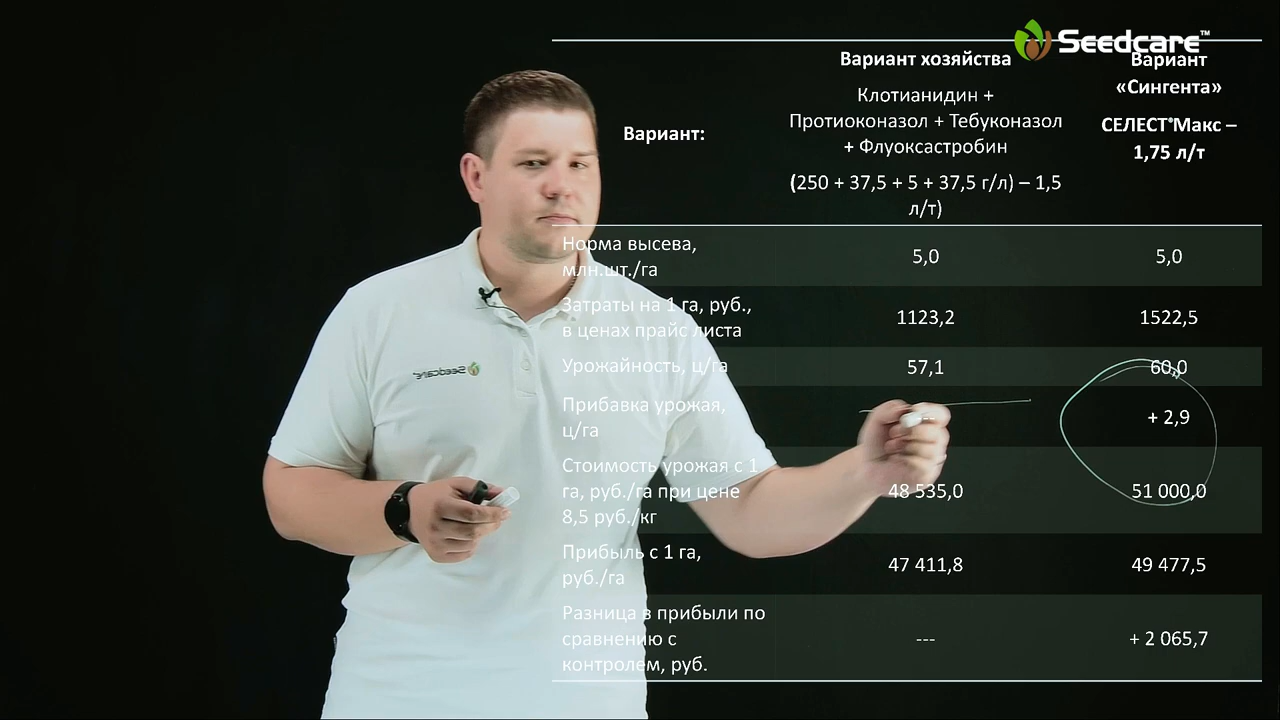 Seedcare™
Вариант:
Вариант хозяйства
Клотианидин +
Протиоконазол + Тебуконазол
+ Флуоксастробин
(250 + 37,5 + 5 + 37,5 г/л) – 1,5
л/т)
Вариант
«Сингента»
СЕЛЕСТ® Макс –
1,75 л/т
Норма высева,
млн.шт./га
5,0
5,0
Затраты на 1 га, руб.,
в ценах прайс листа
1123,2
1522,5
Урожайность, ц/га
57,1
60,0
Прибавка урожая,
ц/га
+ 2,9
Стоимость урожая с 1
га, руб./га при цене
8,5 руб./кг
48 535,0
51 000,0
Прибыль с 1 га,
руб./га
47 411,8
49 477,5
Разница в прибыли по
сравнению с
контролем, руб.
---
+ 2 065,7
Seedcare